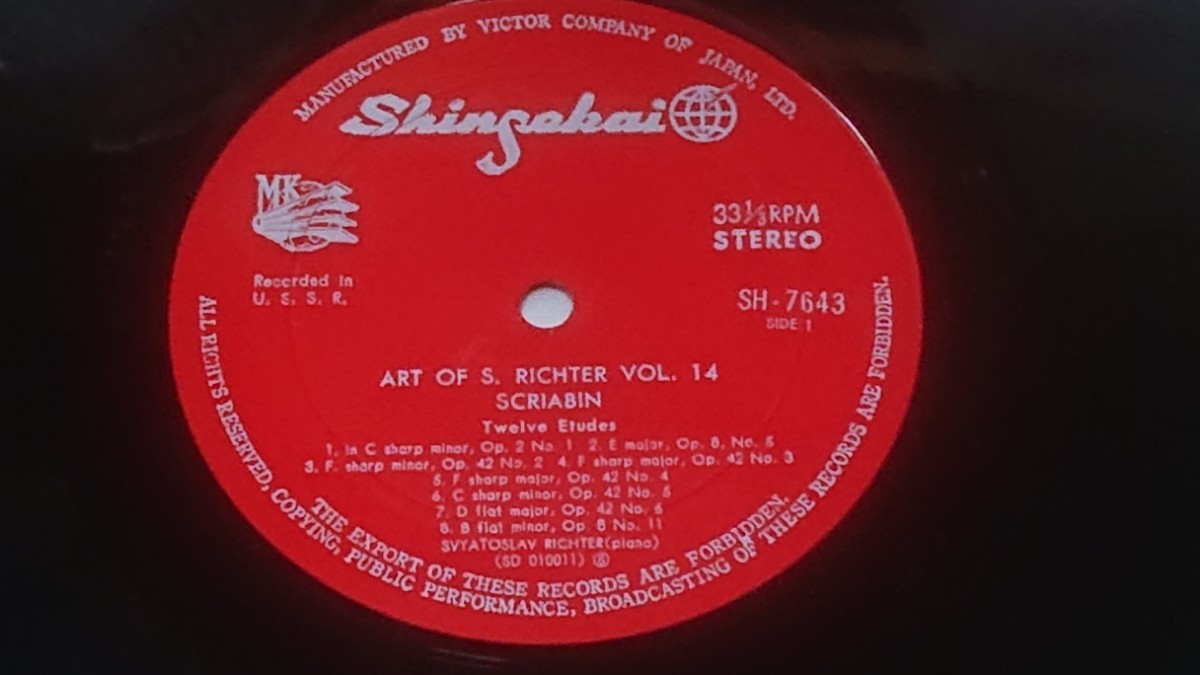 MANUFACTURED BY VICTOR COMPANY OF JAPAN, LTD.
Shinsekai
MK
Recorded in
U. S. S. R.
33⅓RPM
STEREO
SH-7643
SIDE 1
ART OF S. RICHTER VOL. 14
SCRIABIN
Twelve Etudes
1. in C sharp minor, Op. 2 No. 1 2. E major, Op. 8, No. 5
3. F. sharp minor, Op. 42 No. 2 4. F sharp major, Op. 42 No. 3
5. F sharp major, Op. 42 No. 4
6. C sharp minor, Op. 42 No. 5
7. D flat major, Op. 42 No. 6
8. B flat minor, Op. 8 No. 11
SVYATOSLAV RICHTER(piano)
(SD 010011)
THE EXPORT OF THESE RECORDS ARE FORBIDDEN.
ALL RIGHTS RESERVED, COPYING, PUBLIC PERFORMANCE, BROADCASTING OF THESE RECORDS ARE FORBIDDEN.